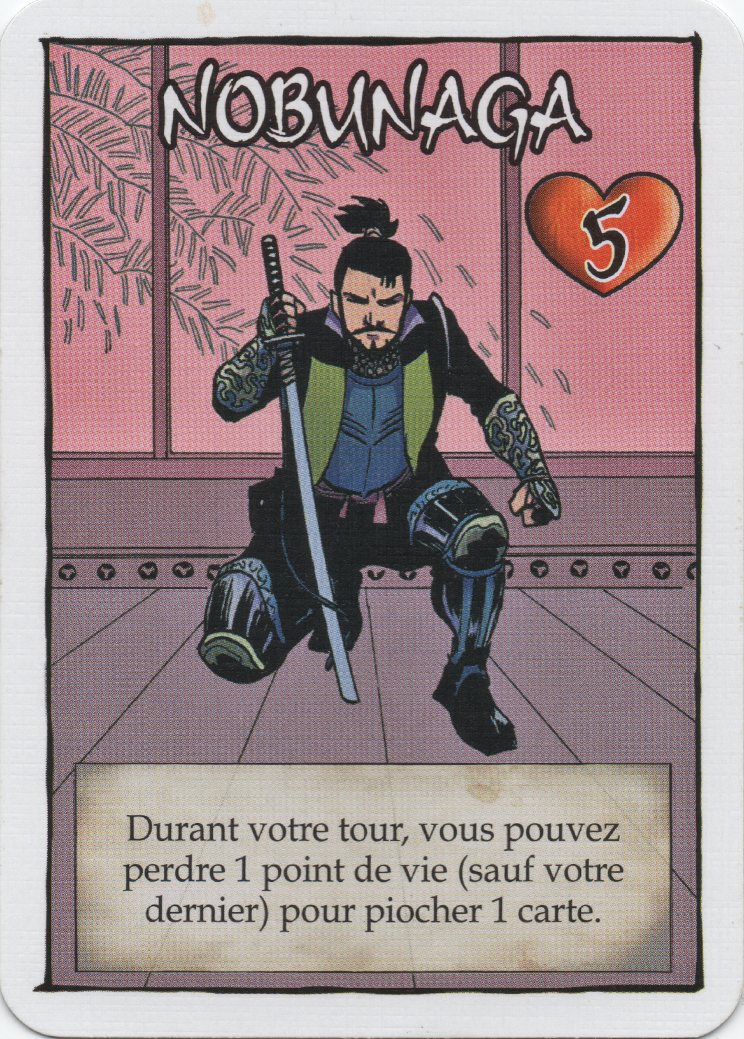 NOBUNAGA
5
Durant votre tour, vous pouvez
perdre 1 point de vie (sauf votre
dernier) pour piocher 1 carte.